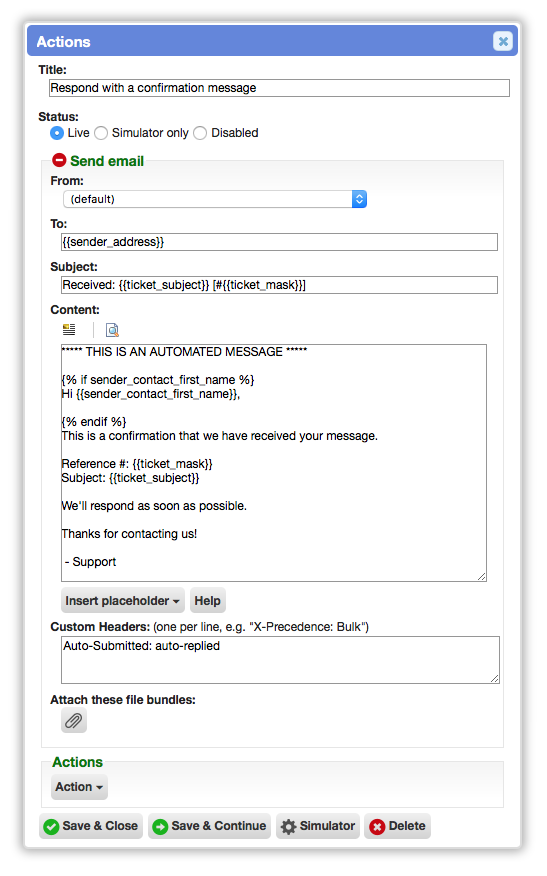 Actions
Title:
Respond with a confirmation message
Status:
Live Simulator only Disabled
Send email
From:
(default)
To:
{{sender_address}}
Subject:
Received: {{ticket_subject}} [#{{ticket_mask}}]
Content:
***** THIS IS AN AUTOMATED MESSAGE *****
{% if sender_contact_first_name %}
Hi {{sender_contact_first_name}},
{% endif %}
This is a confirmation that we have received your message.
Reference #: {{ticket_mask}}
Subject: {{ticket_subject}}
We'll respond as soon as possible.
Thanks for contacting us!
- Support
Insert placeholder Help
Custom Headers: (one per line, e.g. "X-Precedence: Bulk")
Auto-Submitted: auto-replied
Attach these file bundles:
Actions
Action
Save & Close Save & Continue Simulator Delete